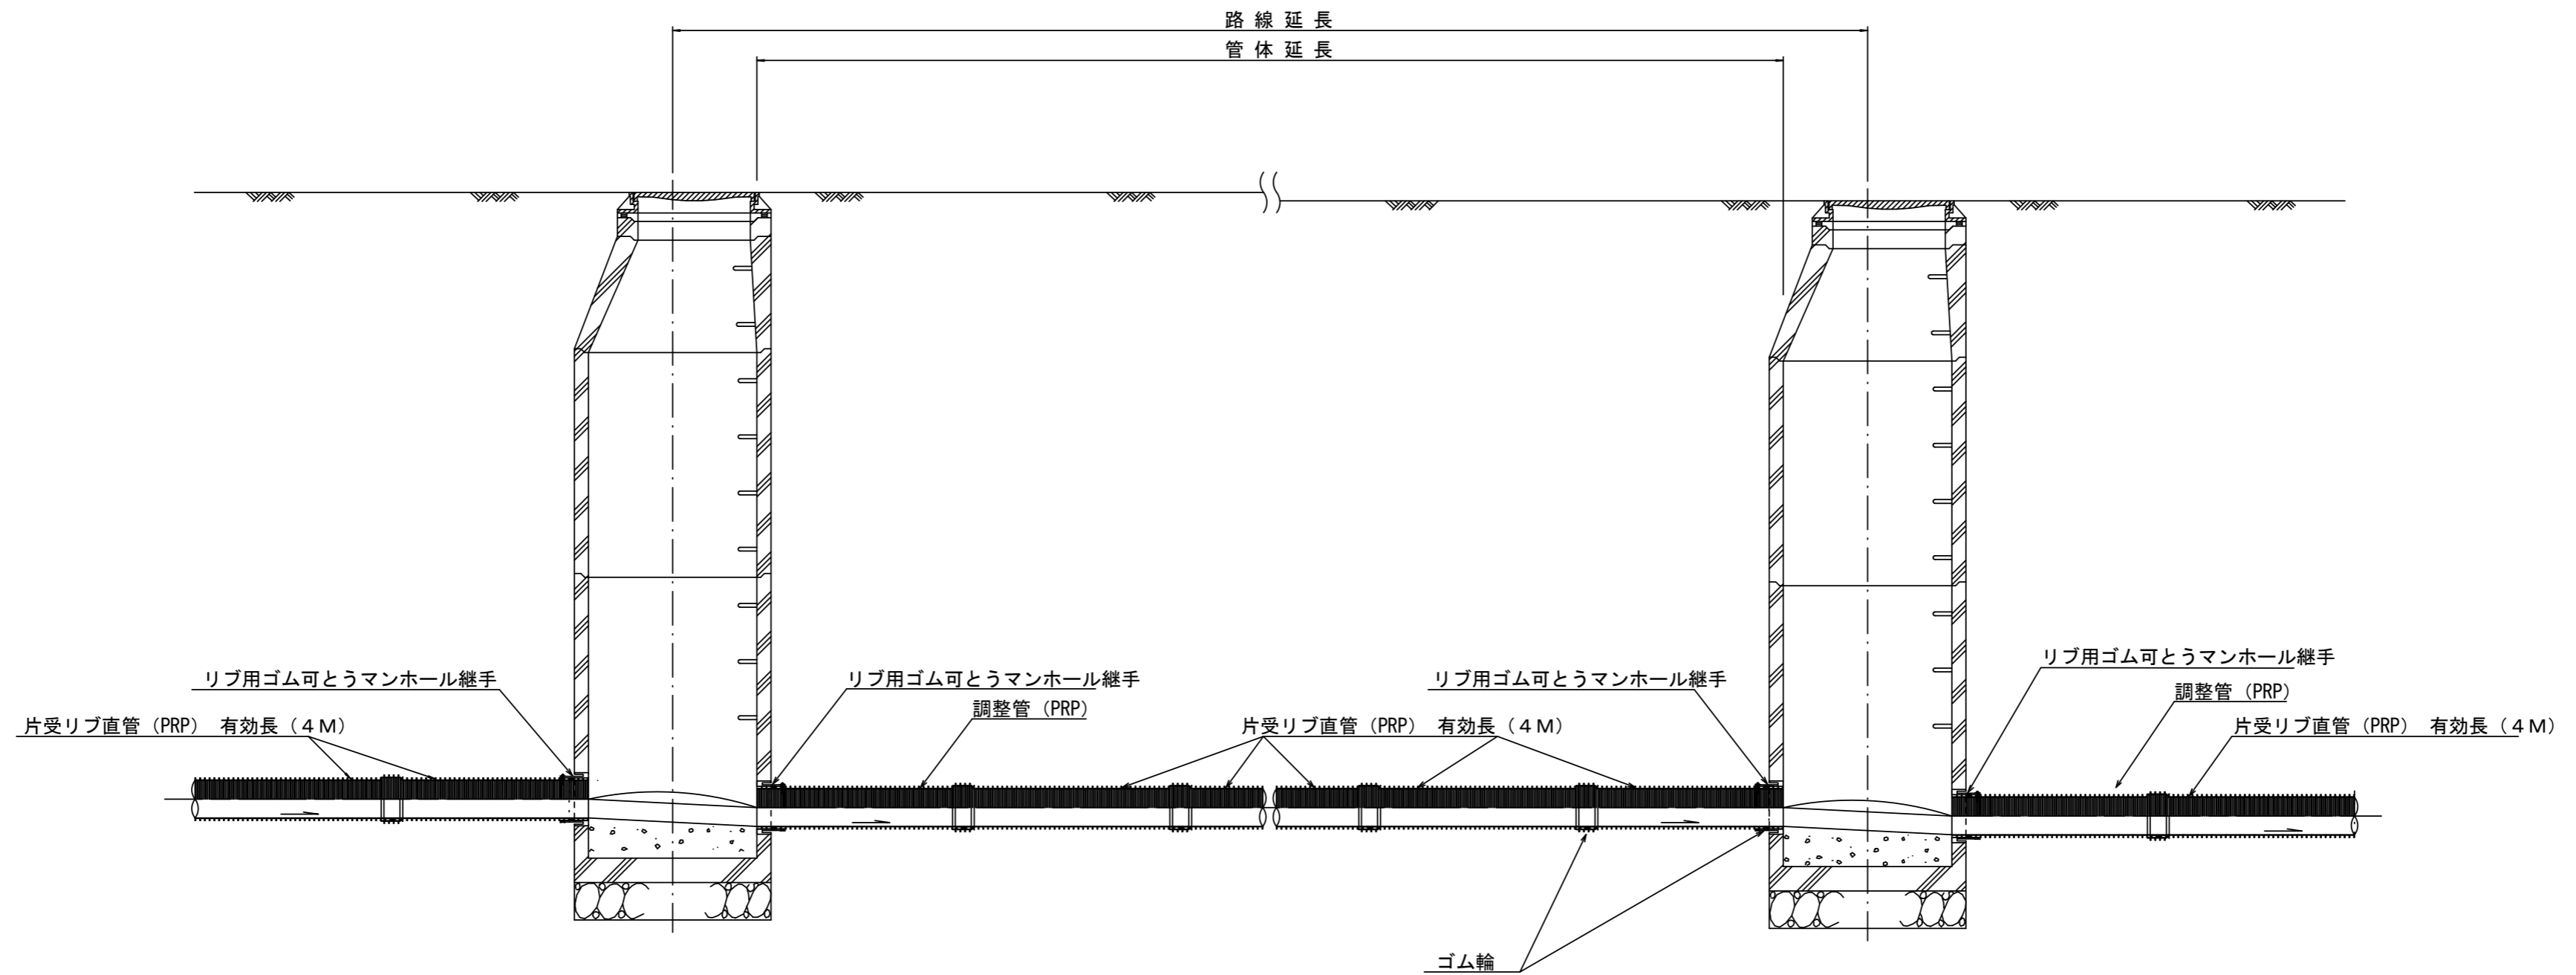 路 線 延 長
管 体 延 長
リブ用ゴム可とうマンホール継手
リブ用ゴム可とうマンホール継手
リブ用ゴム可とうマンホール継手
リブ用ゴム可とうマンホール継手
調整管（PRP）
調整管（PRP）
片受リブ直管（PRP） 有効長（４Ｍ）
片受リブ直管（PRP） 有効長（４Ｍ）
片受リブ直管（PRP） 有効長（４Ｍ）
ゴム輪